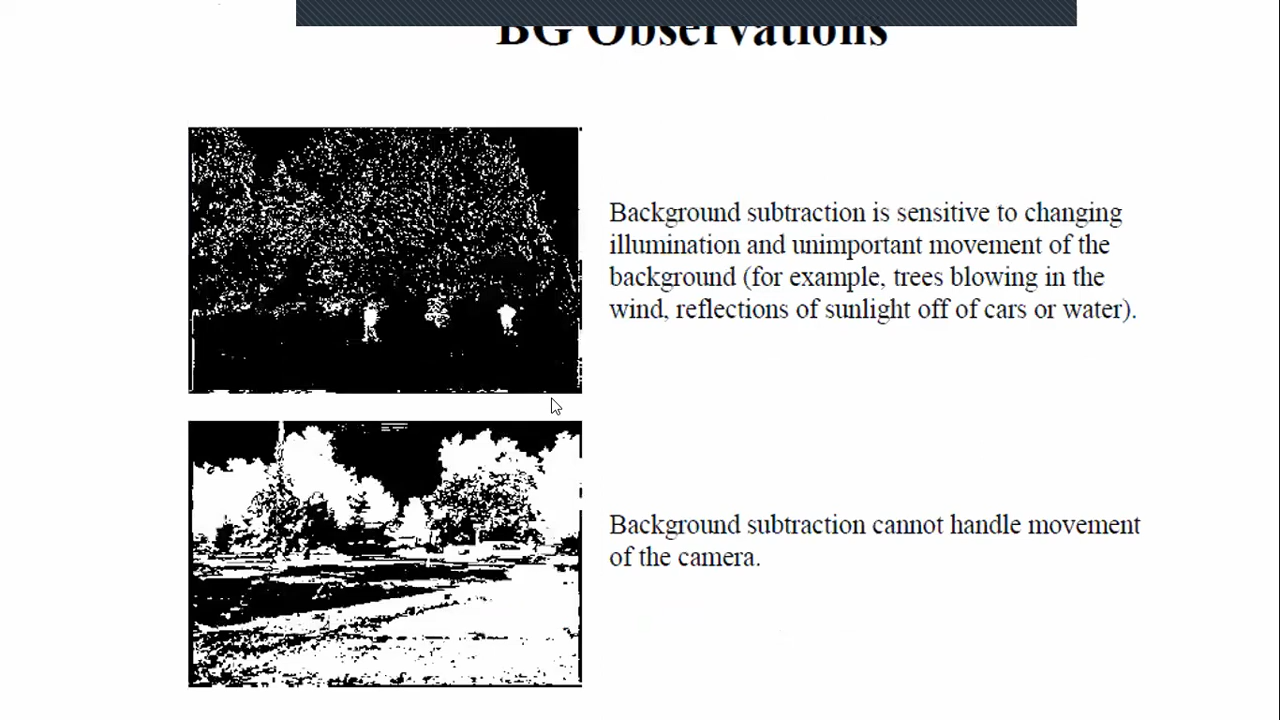 BG Observations
Background subtraction is sensitive to changing
illumination and unimportant movement of the
background (for example, trees blowing in the
wind, reflections of sunlight off of cars or water).
Background subtraction cannot handle movement
of the camera.